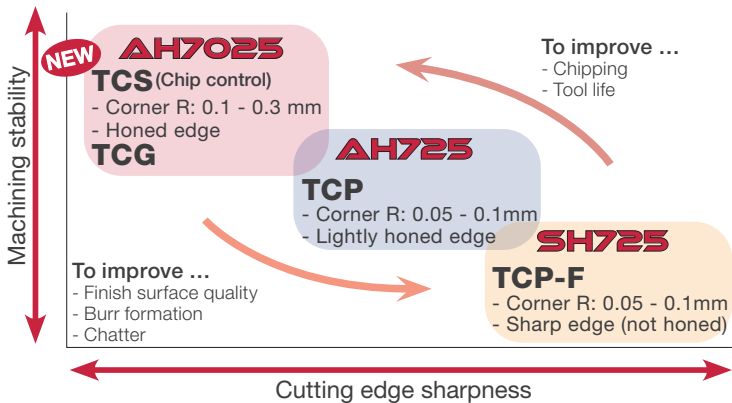 Machining stability
NEW
AH7025
TCS (Chip control)
- Corner R: 0.1 - 0.3 mm
- Honed edge
TCG
To improve ...
- Chipping
- Tool life
AH725
TCP
- Corner R: 0.05 - 0.1mm
- Lightly honed edge
SH725
TCP-F
- Corner R: 0.05 - 0.1mm
- Sharp edge (not honed)
To improve ...
- Finish surface quality
- Burr formation
- Chatter
Cutting edge sharpness